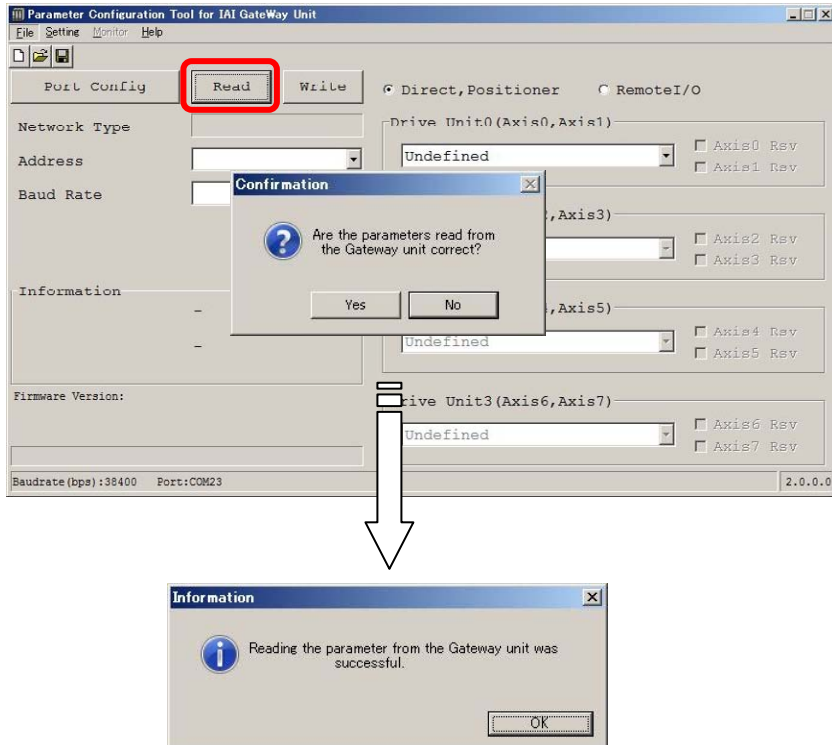 Parameter Configuration Tool for IAI GateWay Unit
File Setting Monitor Help
Port Config Read Write
Direct,Positioner RemoteI/O
Network Type
Address
Baud Rate
Drive Unit0(Axis0,Axis1)
Undefined
Axis0 Rsv
Axis1 Rsv
Confirmation
Are the parameters read from
the Gateway unit correct?
Yes No
,Axis3)
Axis2 Rsv
Axis3 Rsv
Information
-
-
,Axis5)
Undefined
Axis4 Rsv
Axis5 Rsv
Firmware Version:
rive Unit3(Axis6,Axis7)
Undefined
Axis6 Rsv
Axis7 Rsv
Baudrate(bps):38400 Port:COM23 2.0.0.0
Information
Reading the parameter from the Gateway unit was
successful.
OK